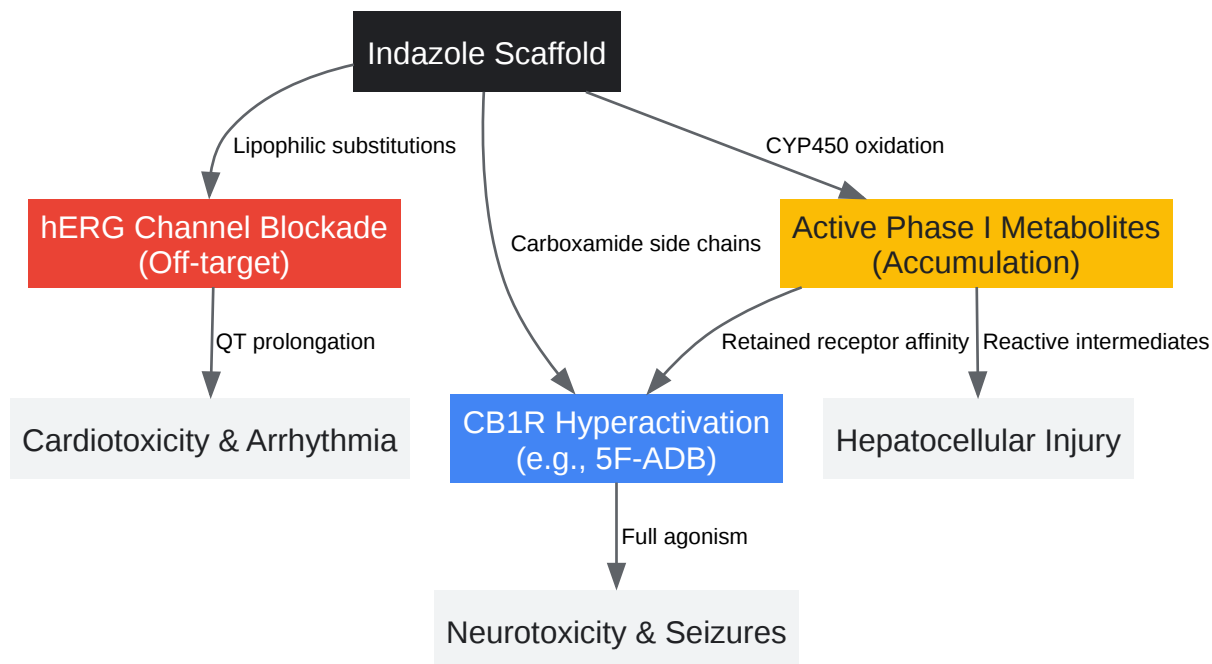 Indazole Scaffold
Lipophilic substitutions
CYP450 oxidation
hERG Channel Blockade
(Off-target)
Carboxamide side chains
Active Phase I Metabolites
(Accumulation)
QT prolongation
Retained receptor affinity
Reactive intermediates
Cardiotoxicity & Arrhythmia
CB1R Hyperactivation
(e.g., 5F-ADB)
Hepatocellular Injury
Full agonism
Neurotoxicity & Seizures